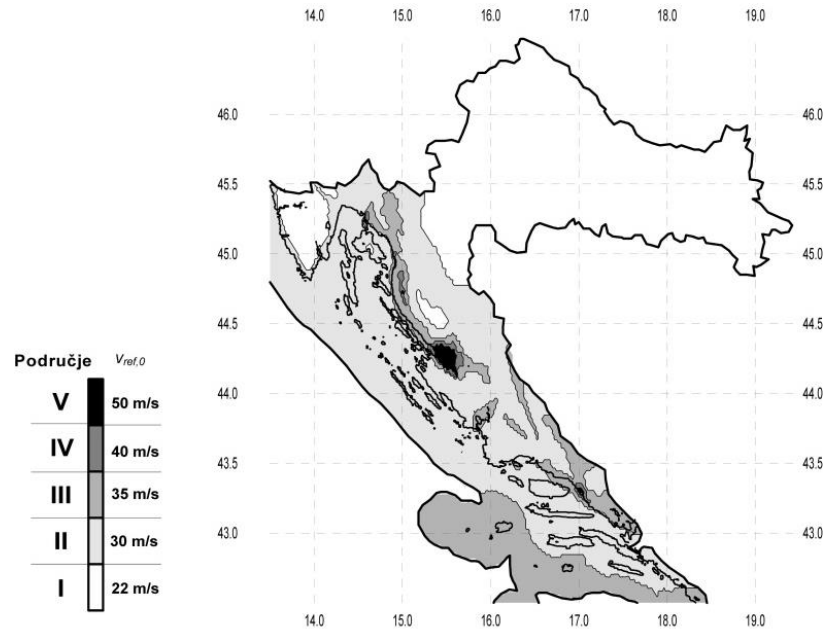 14.0 15.0 16.0 17.0 18.0 19.0
46.0 46.0
45.5 45.5
45.0 45.0
44.5 44.5
44.0 44.0
43.5 43.5
43.0 43.0
14.0 15.0 16.0 17.0 18.0 19.0
Područje Vref,0
V 50 m/s
IV 40 m/s
III 35 m/s
II 30 m/s
I 22 m/s